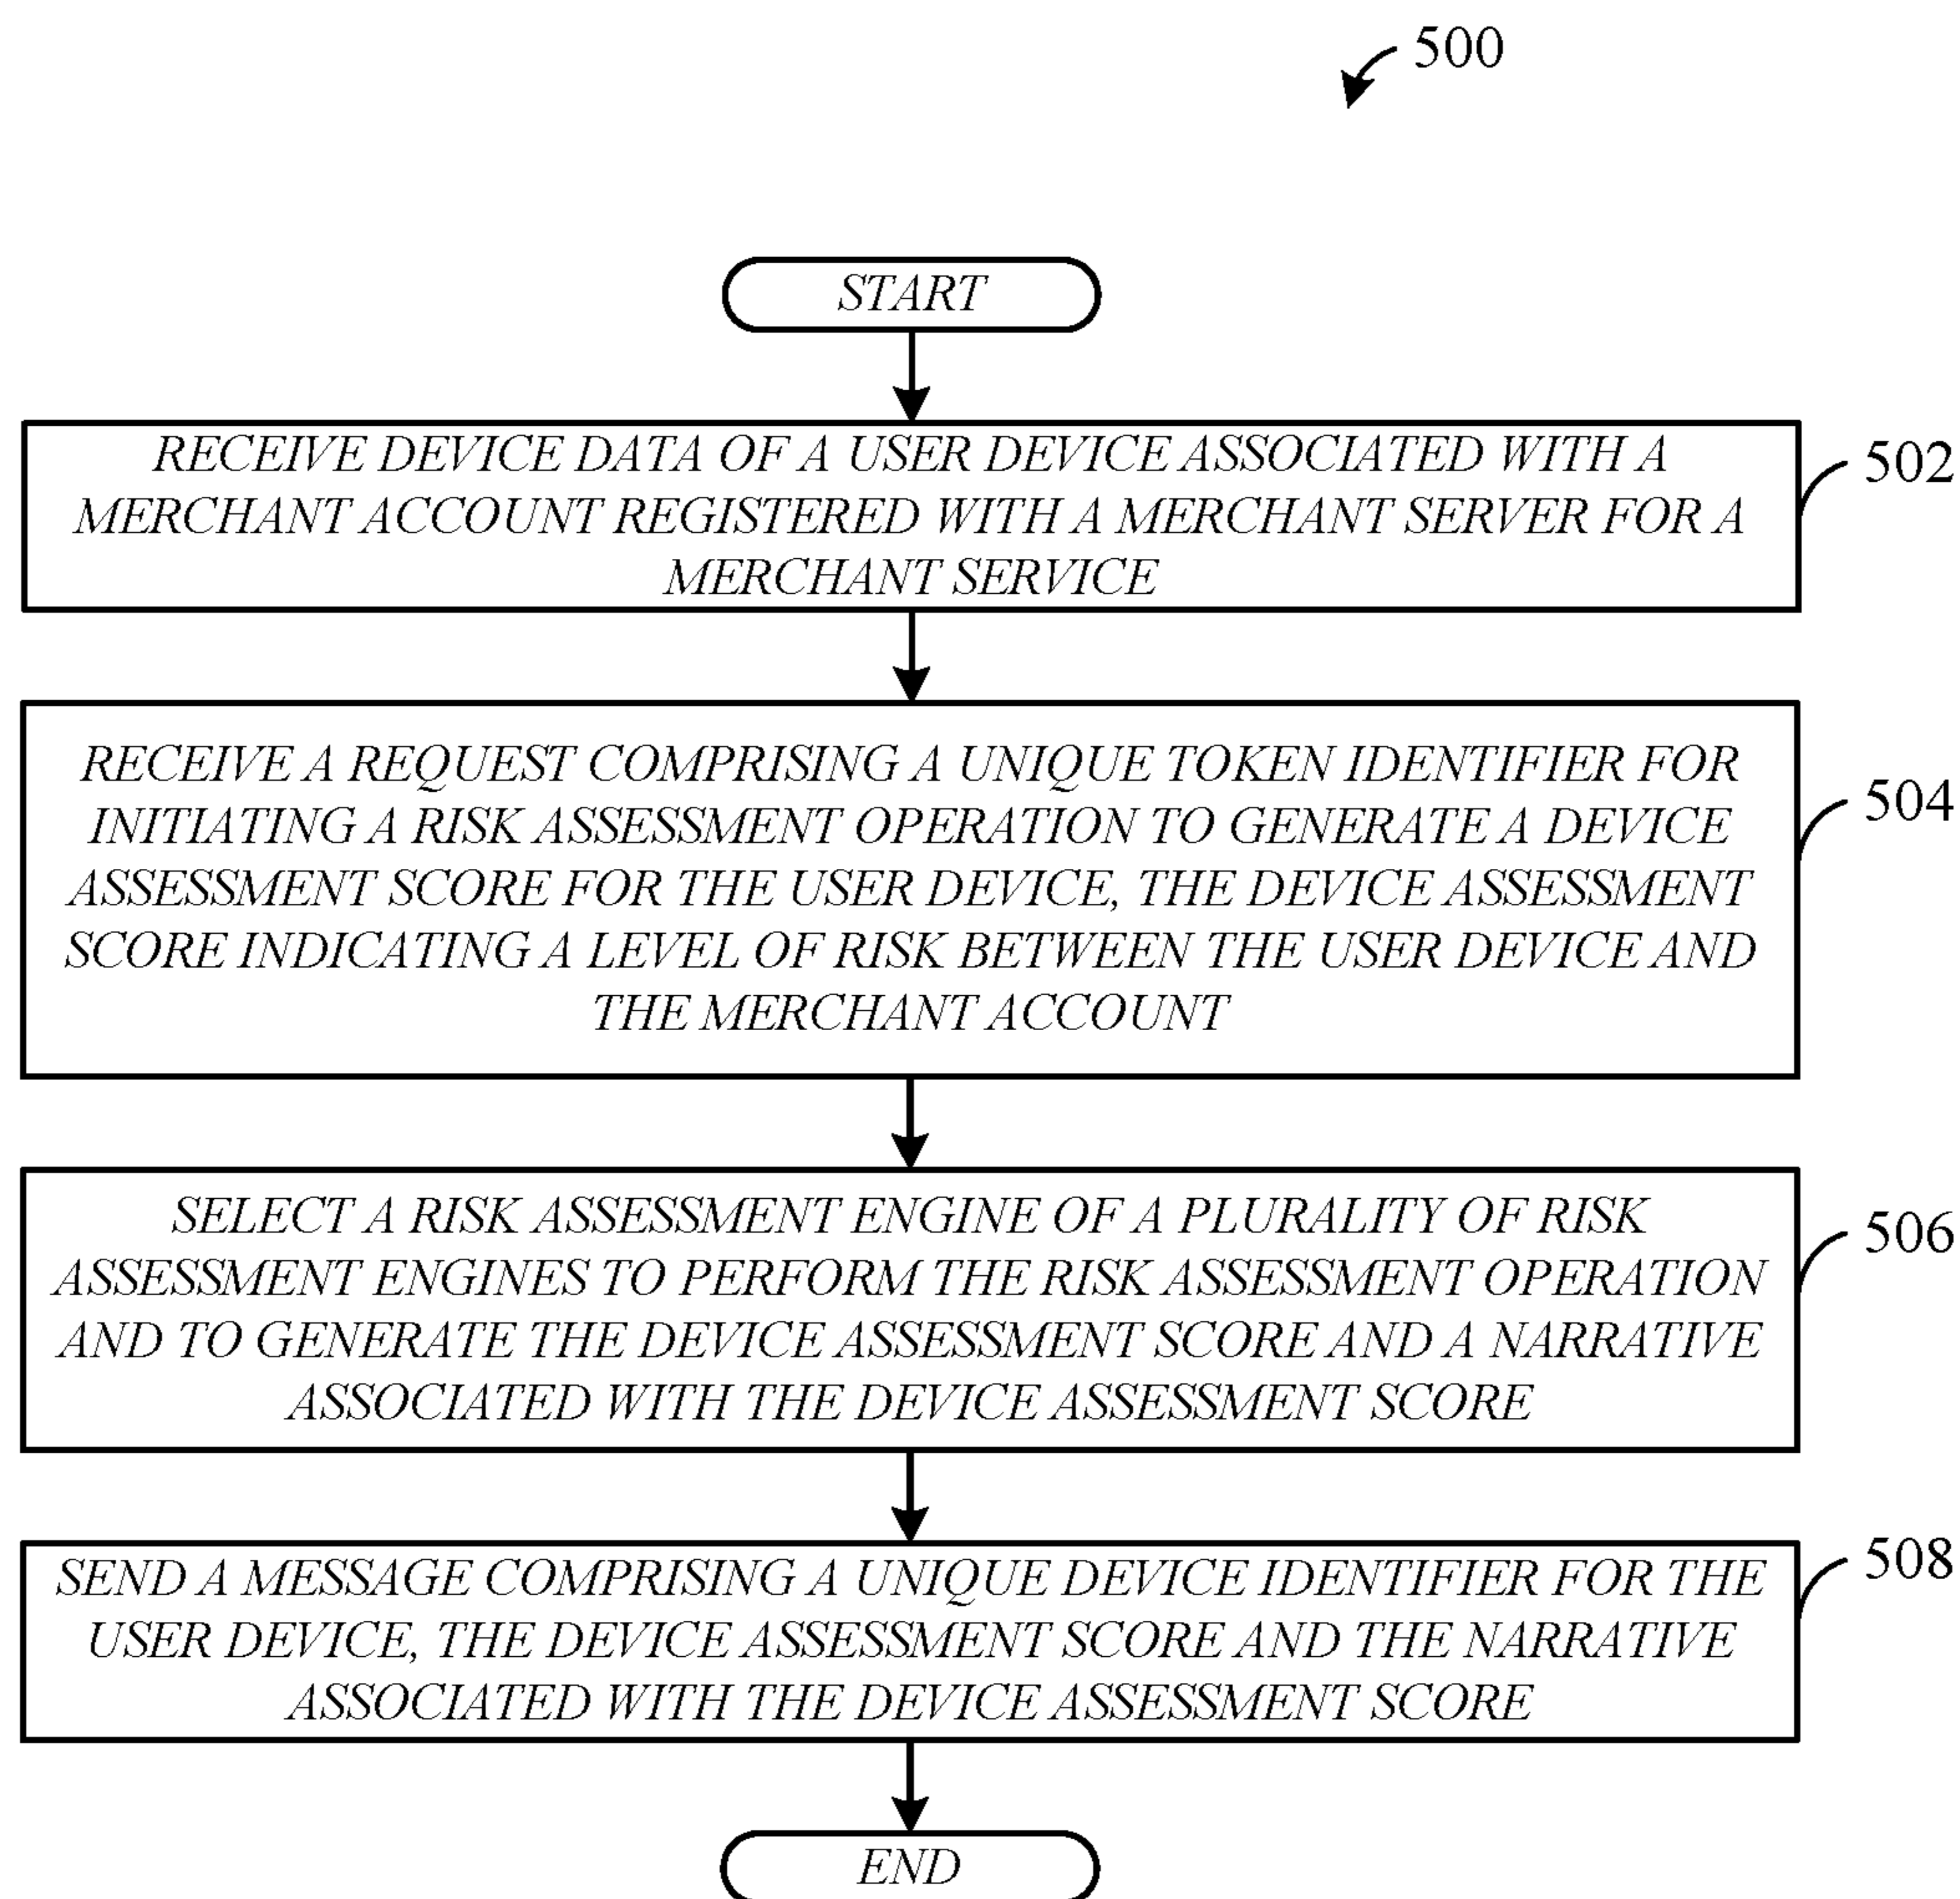 500
START
RECEIVE DEVICE DATA OF A USER DEVICE ASSOCIATED WITH A
MERCHANT ACCOUNT REGISTERED WITH A MERCHANT SERVER FOR A
MERCHANT SERVICE
502
RECEIVE A REQUEST COMPRISING A UNIQUE TOKEN IDENTIFIER FOR
INITIATING A RISK ASSESSMENT OPERATION TO GENERATE A DEVICE
ASSESSMENT SCORE FOR THE USER DEVICE, THE DEVICE ASSESSMENT
SCORE INDICATING A LEVEL OF RISK BETWEEN THE USER DEVICE AND
THE MERCHANT ACCOUNT
504
SELECT A RISK ASSESSMENT ENGINE OF A PLURALITY OF RISK
ASSESSMENT ENGINES TO PERFORM THE RISK ASSESSMENT OPERATION
AND TO GENERATE THE DEVICE ASSESSMENT SCORE AND A NARRATIVE
ASSOCIATED WITH THE DEVICE ASSESSMENT SCORE
506
SEND A MESSAGE COMPRISING A UNIQUE DEVICE IDENTIFIER FOR THE
USER DEVICE, THE DEVICE ASSESSMENT SCORE AND THE NARRATIVE
ASSOCIATED WITH THE DEVICE ASSESSMENT SCORE
508
END